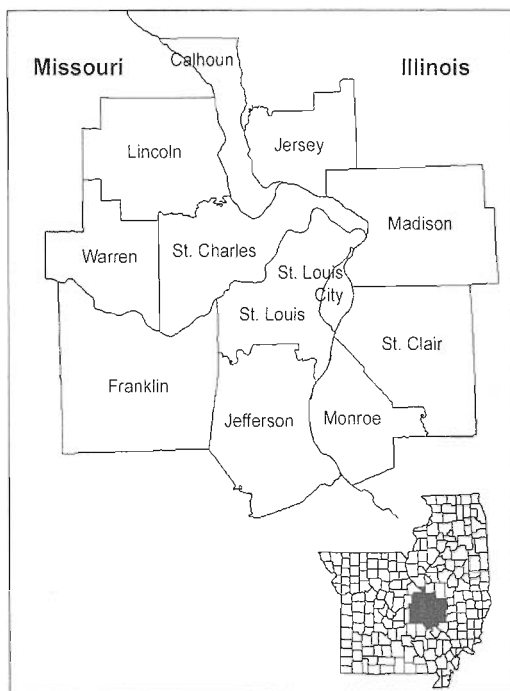 Missouri
Calhoun
Illinois
Lincoln
Jersey
Warren
St. Charles
Madison
St. Louis
City
St. Louis
St. Clair
Franklin
Jefferson
Monroe